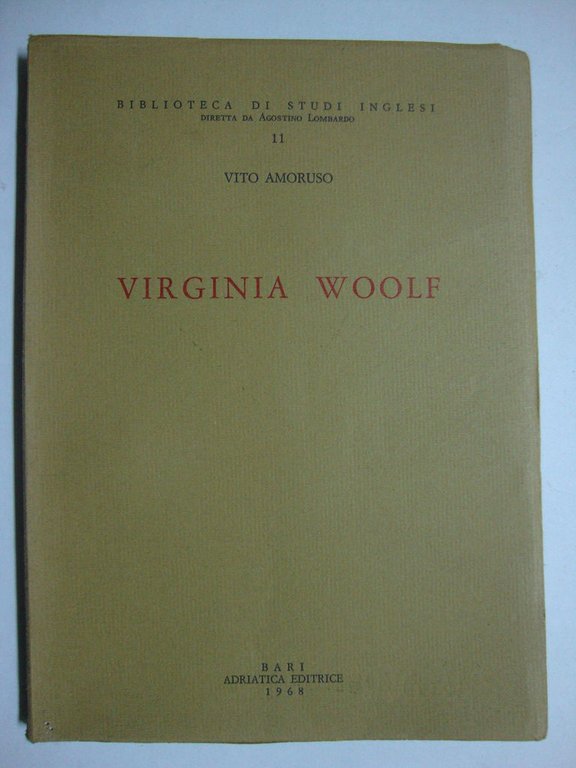 BIBLIOTECA DI STUDI INGLESI
DIRETTA DA AGOSTINO LOMBARDO
11
VITO AMORUSO
VIRGINIA WOOLF
BARI
ADRIATICA EDITRICE
1968